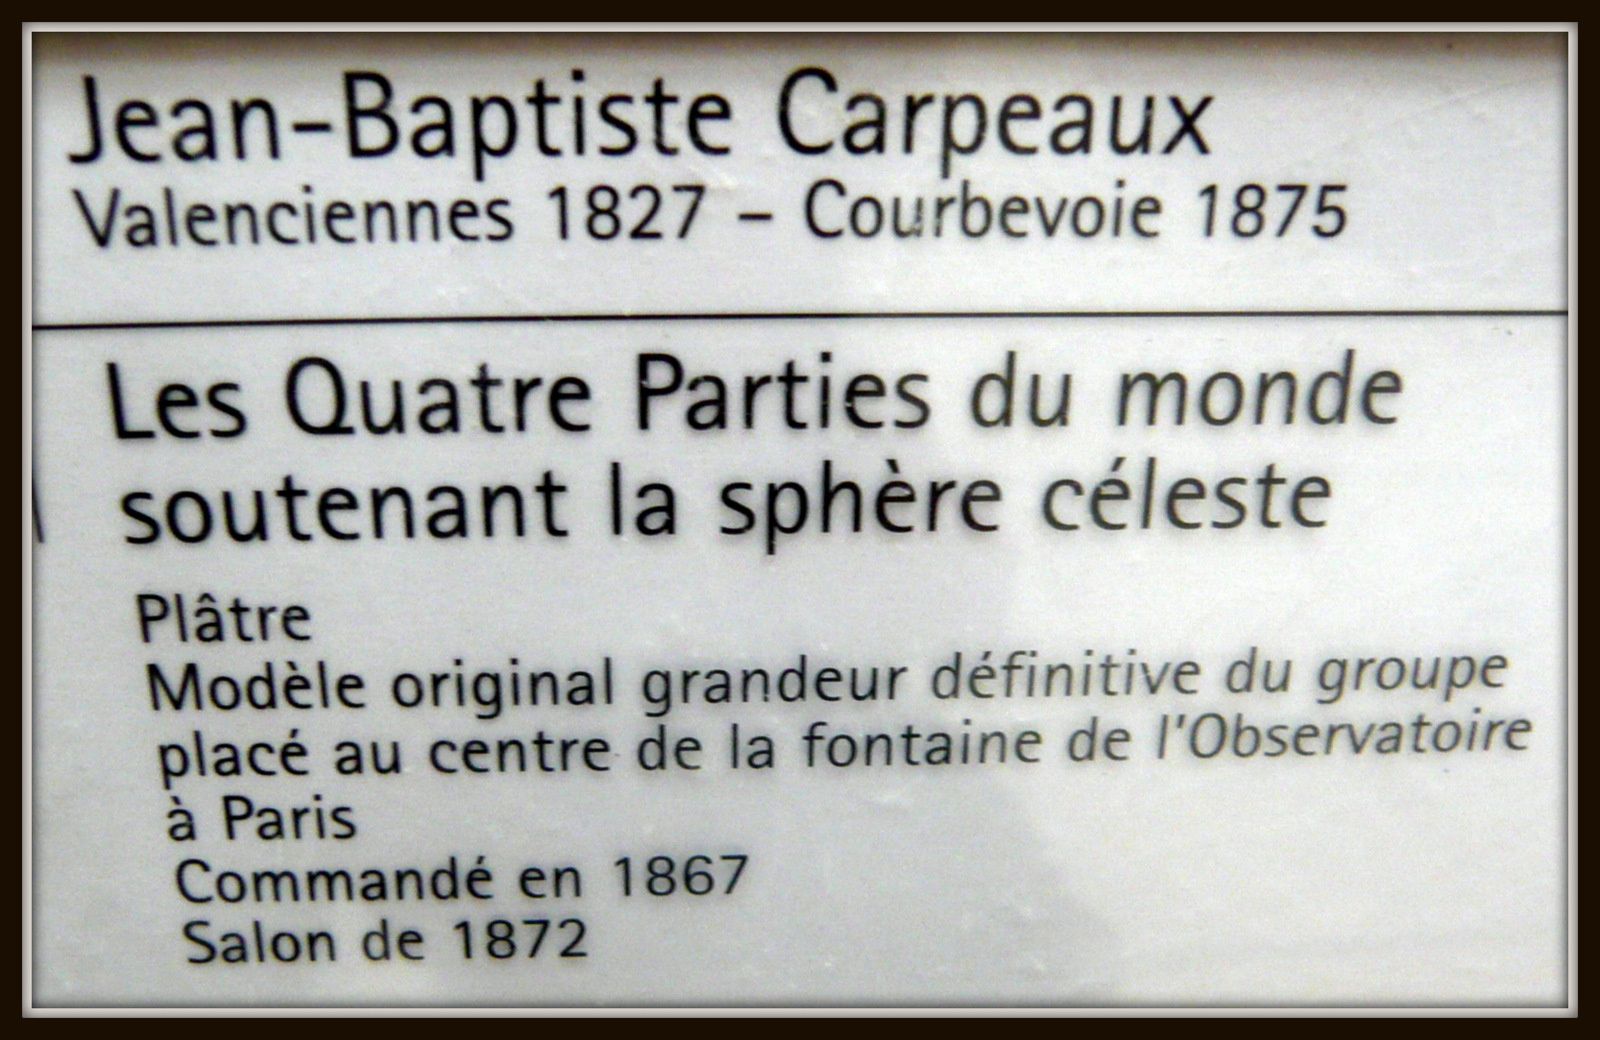 Jean-Baptiste Carpeaux
Valenciennes 1827 – Courbevoie 1875
Les Quatre Parties du monde
soutenant la sphère céleste
Plâtre
Modèle original grandeur définitive du groupe
placé au centre de la fontaine de l'Observatoire
à Paris
Commandé en 1867
Salon de 1872